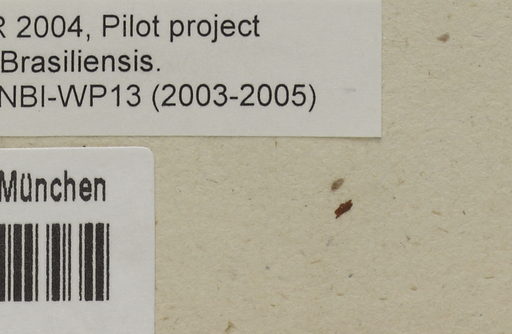 R 2004, Pilot project
Brasiliensis.
NBI-WP13 (2003-2005)
München